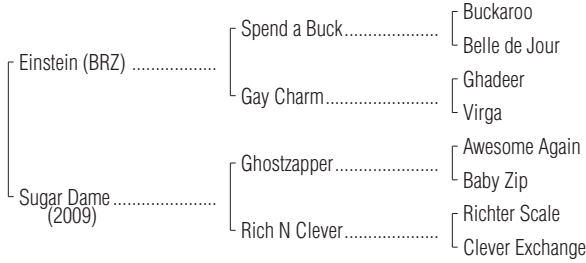 Buckaroo
Spend a Buck........................
Belle de Jour
Einstein (BRZ) ...................
Ghadeer
Gay Charm.............................
Virga
Awesome Again
Ghostzapper..........................
Baby Zip
Sugar Dame.......................
(2009)
Richter Scale
Rich N Clever........................
Clever Exchange